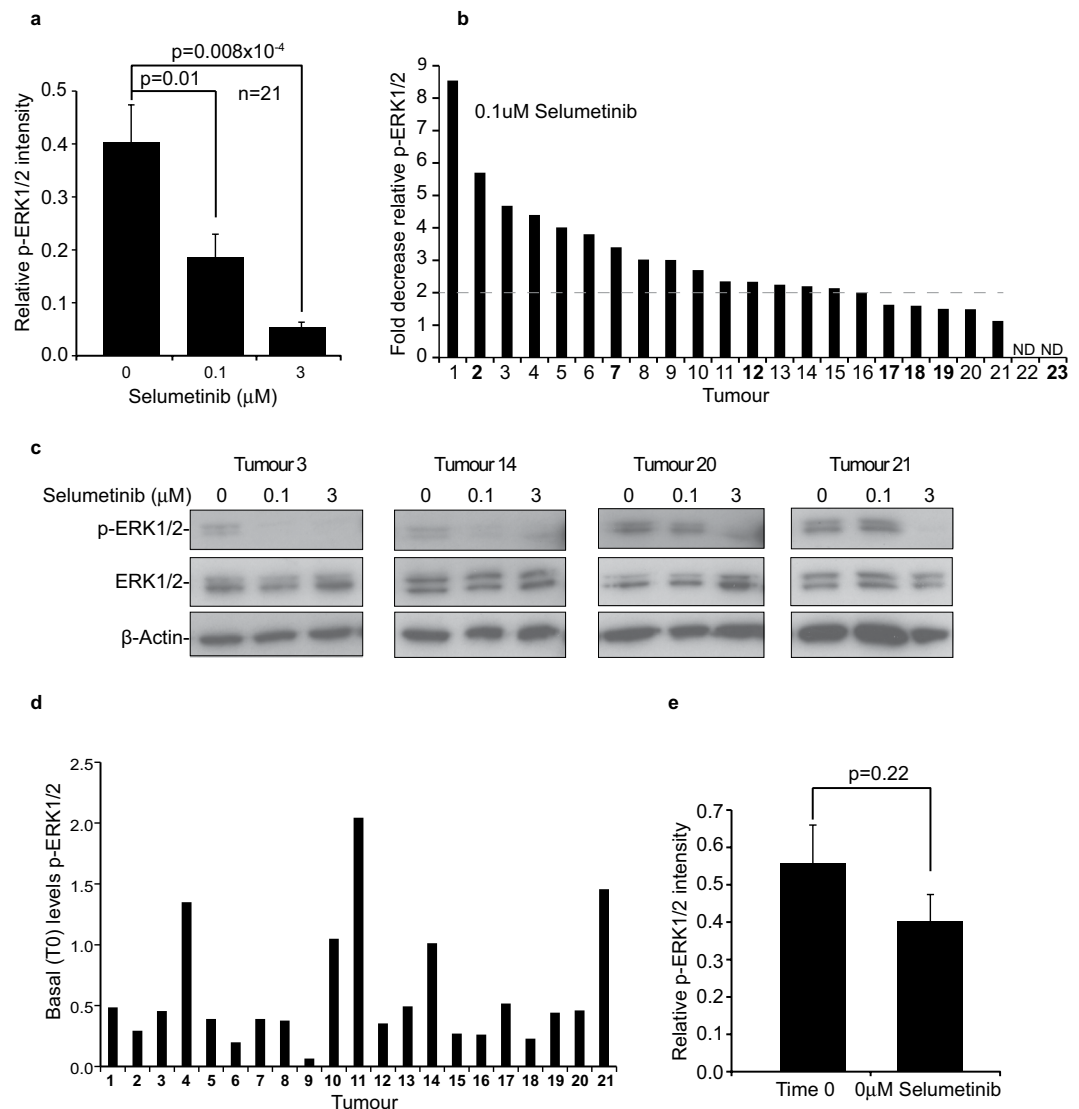 a
p=0.008x10-4
p=0.01
n=21
Relative p-ERK1/2 intensity
0.5
0.4
0.3
0.2
0.1
0.0
0 0.1 3
Selumetinib (μM)
b
0.1uM Selumetinib
Fold decrease relative p-ERK1/2
9
8
7
6
5
4
3
2
1
0
ND ND
1 2 3 4 5 6 7 8 9 10 11 12 13 14 15 16 17 18 19 20 21 22 23
Tumour
c
Tumour 3 Tumour 14 Tumour 20 Tumour 21
Selumetinib (μM) 0 0.1 3 0 0.1 3 0 0.1 3 0 0.1 3
p-ERK1/2-
ERK1/2-
β-Actin-
d
Basal (T0) levels p-ERK1/2
2.5
2.0
1.5
1.0
0.5
0.0
1 2 3 4 5 6 7 8 9 10 11 12 13 14 15 16 17 18 19 20 21
Tumour
e
p=0.22
Relative p-ERK1/2 intensity
0.7
0.6
0.5
0.4
0.3
0.2
0.1
0.0
Time 0 0μM Selumetinib